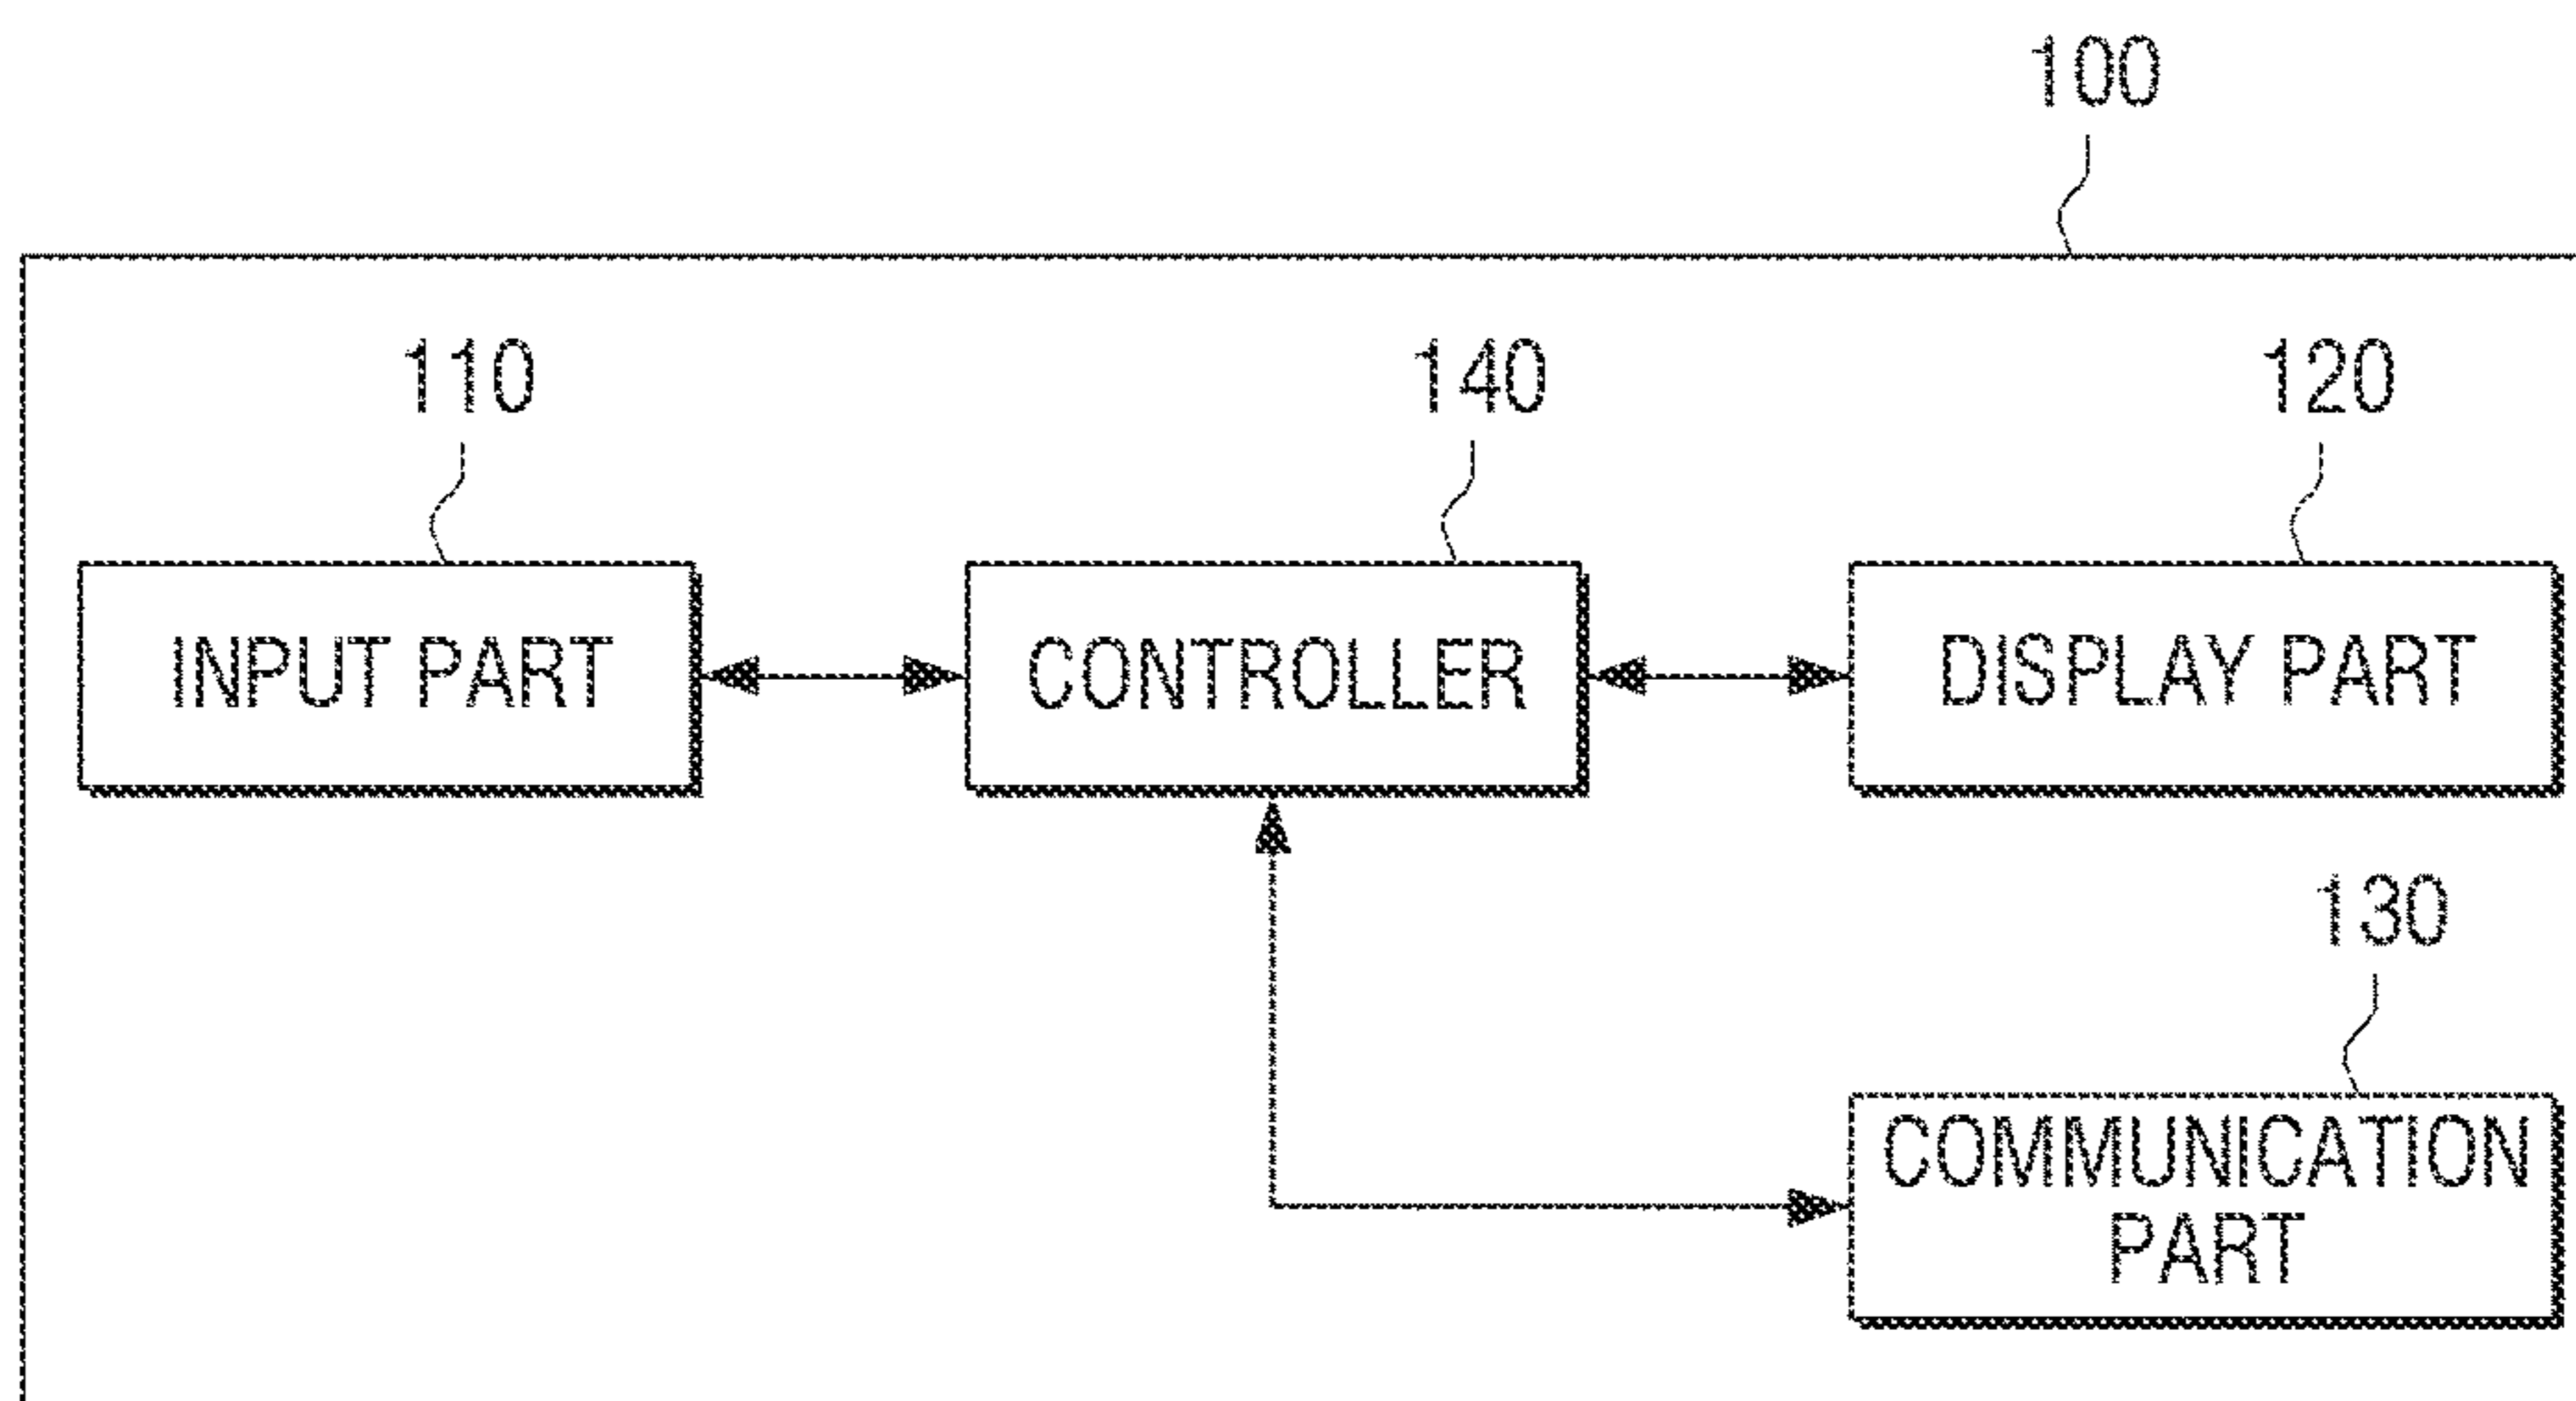 100
110
140
120
INPUT PART
CONTROLLER
DISPLAY PART
130
COMMUNICATION
PART